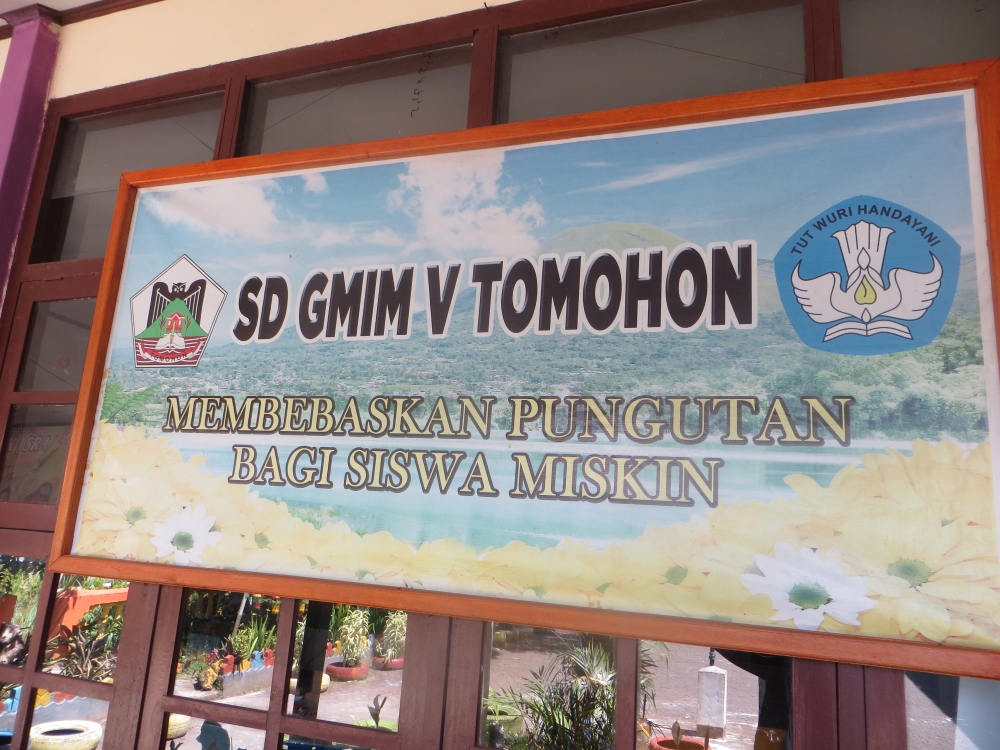 SD GMIM V TOMOHON
TUT WURI HANDAYANI
MEMBEBASKAN PUNGUTAN
BAGI SISWA MISKIN